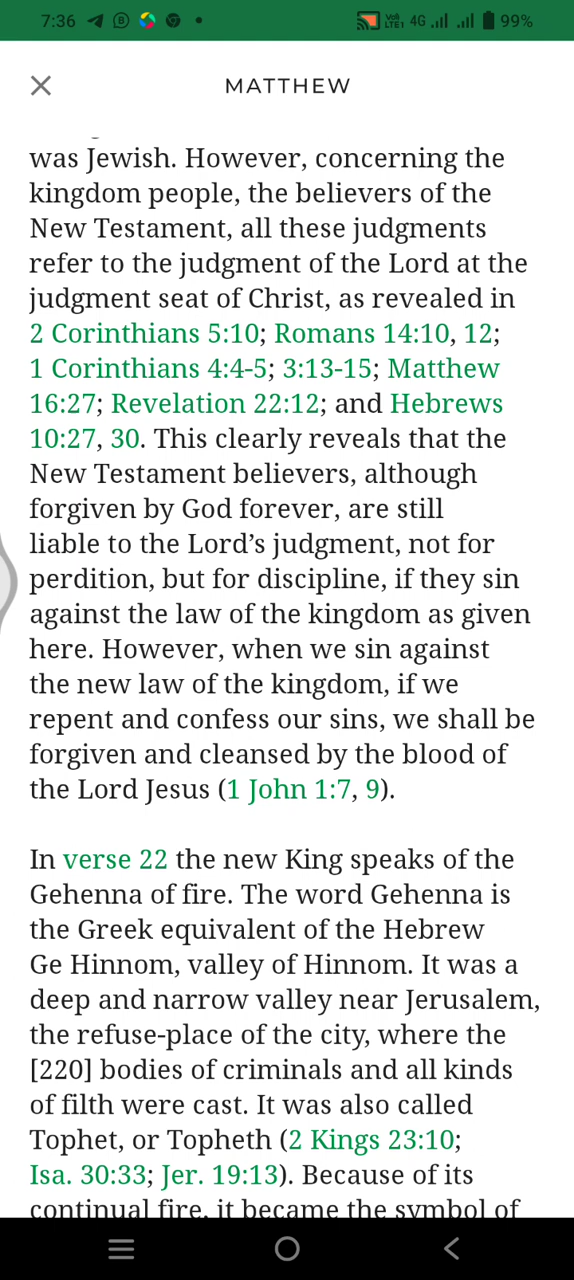 7:36
Vo)) LTE1 4G 99%
MATTHEW
was Jewish. However, concerning the
kingdom people, the believers of the
New Testament, all these judgments
refer to the judgment of the Lord at the
judgment seat of Christ, as revealed in
2 Corinthians 5:10; Romans 14:10, 12;
1 Corinthians 4:4-5; 3:13-15; Matthew
16:27; Revelation 22:12; and Hebrews
10:27, 30. This clearly reveals that the
New Testament believers, although
forgiven by God forever, are still
liable to the Lord’s judgment, not for
perdition, but for discipline, if they sin
against the law of the kingdom as given
here. However, when we sin against
the new law of the kingdom, if we
repent and confess our sins, we shall be
forgiven and cleansed by the blood of
the Lord Jesus (1 John 1:7, 9).
In verse 22 the new King speaks of the
Gehenna of fire. The word Gehenna is
the Greek equivalent of the Hebrew
Ge Hinnom, valley of Hinnom. It was a
deep and narrow valley near Jerusalem,
the refuse-place of the city, where the
[220] bodies of criminals and all kinds
of filth were cast. It was also called
Tophet, or Topheth (2 Kings 23:10;
Isa. 30:33; Jer. 19:13). Because of its
continual fire, it became the symbol of